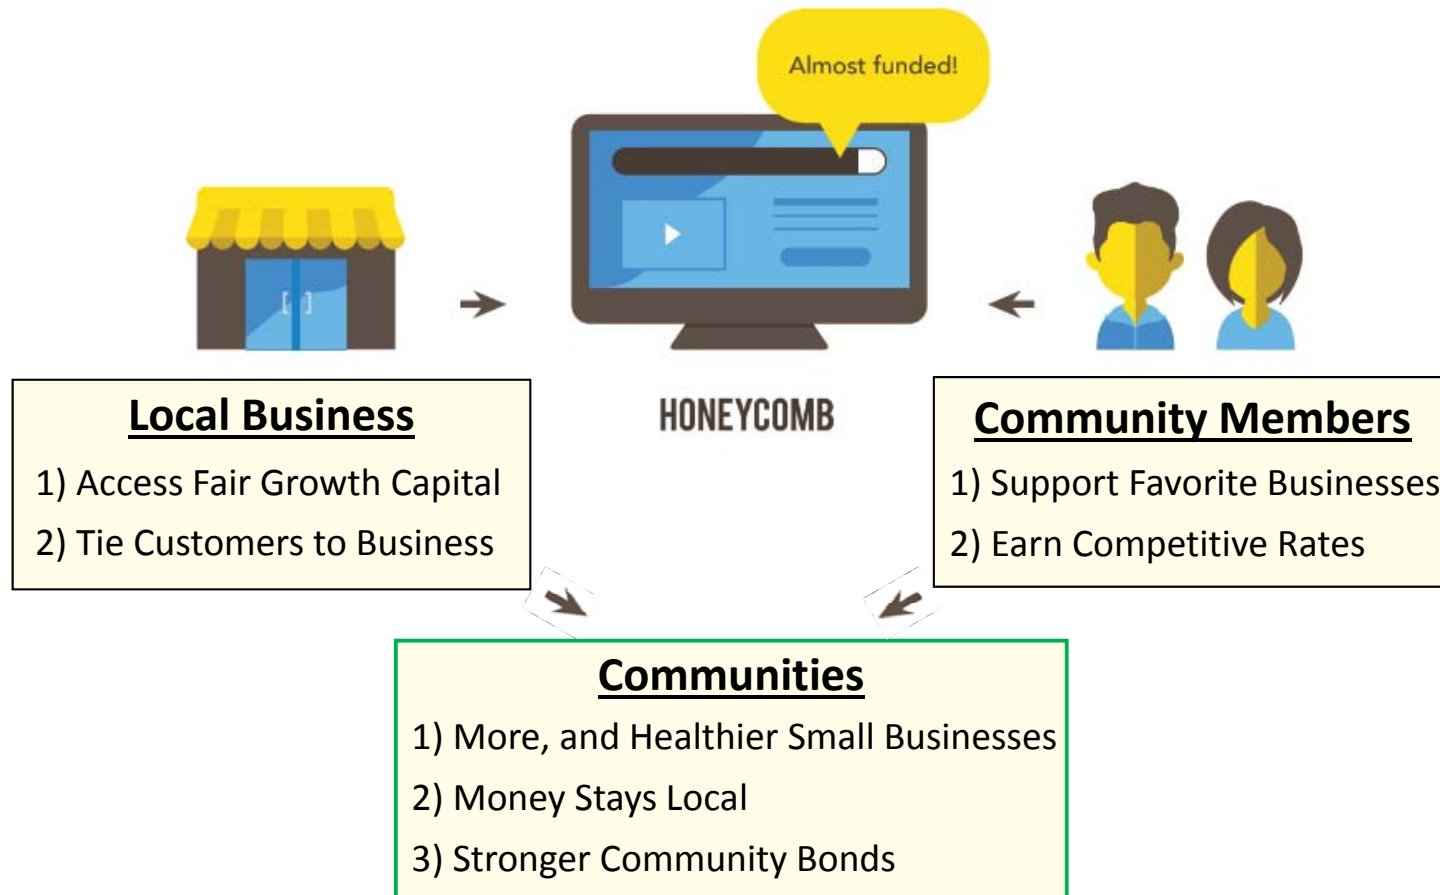 Almost funded!
HONEYCOMB
Local Business
1) Access Fair Growth Capital
2) Tie Customers to Business
Community Members
1) Support Favorite Businesses
2) Earn Competitive Rates
Communities
1) More, and Healthier Small Businesses
2) Money Stays Local
3) Stronger Community Bonds